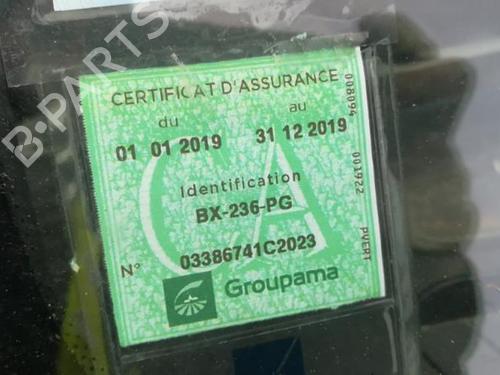 B-PARTS
CERTIFICAT D'ASSURANCE
du au
01 01 2019 31 12 2019
Identification
BX-236-PG
N° 03386741C2023
Groupama
008094 001922 PVERT